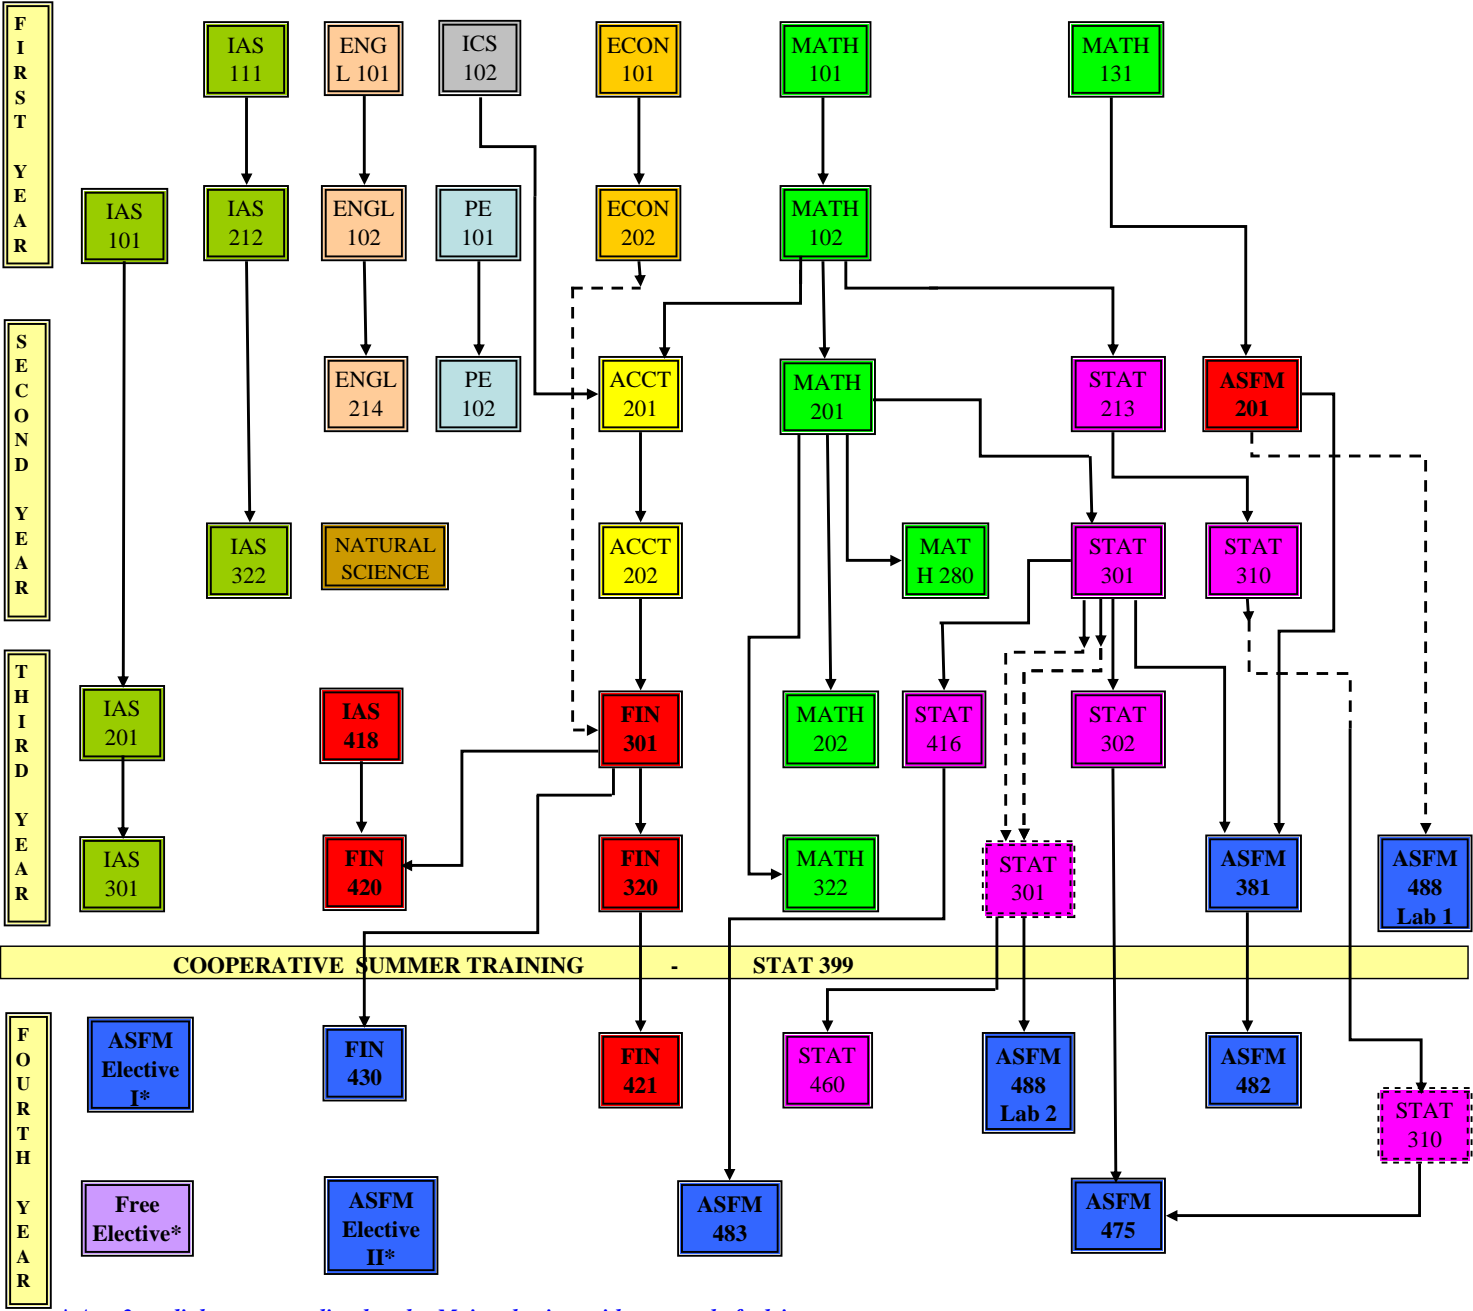 FIRST YEAR
IAS
111
ENG
L 101
ICS
102
ECON
101
MATH
101
MATH
131
IAS
101
IAS
212
ENGL
102
PE
101
ECON
202
MATH
102
SECOND YEAR
ENGL
214
PE
102
ACCT
201
MATH
201
STAT
213
ASFM
201
IAS
322
NATURAL
SCIENCE
ACCT
202
MAT
H 280
STAT
301
STAT
310
THIRD YEAR
IAS
201
IAS
418
FIN
301
MATH
202
STAT
416
STAT
302
IAS
301
FIN
420
FIN
320
MATH
322
STAT
301
ASFM
381
ASFM
488
Lab 1
COOPERATIVE SUMMER TRAINING - STAT 399
FOURTH YEAR
ASFM
Elective
I*
FIN
430
FIN
421
STAT
460
ASFM
488
Lab 2
ASFM
482
STAT
310
Free
Elective*
ASFM
Elective
II*
ASFM
483
ASFM
475